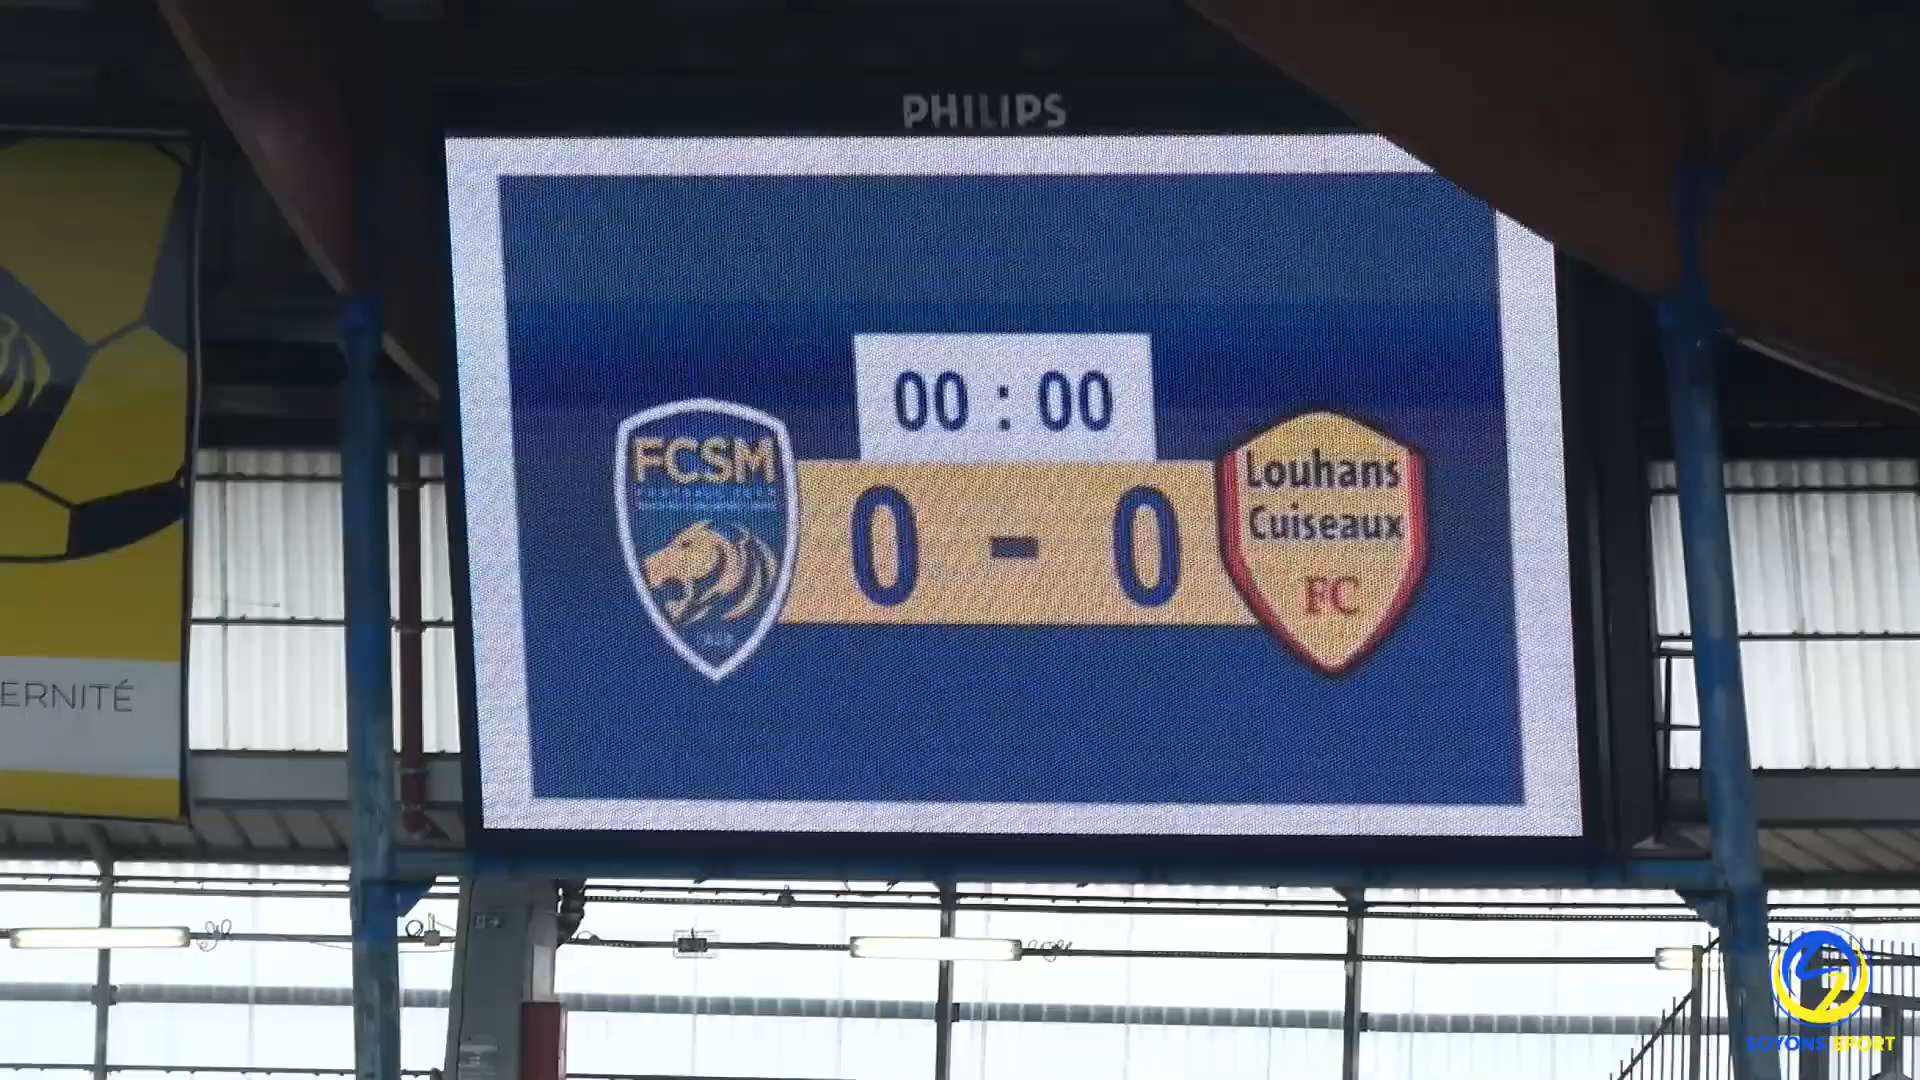 PHILIPS
00 : 00
FCSM
0 - 0
Louhans
Cuiseaux
FC
ERNITÉ
SOYONS SPORT